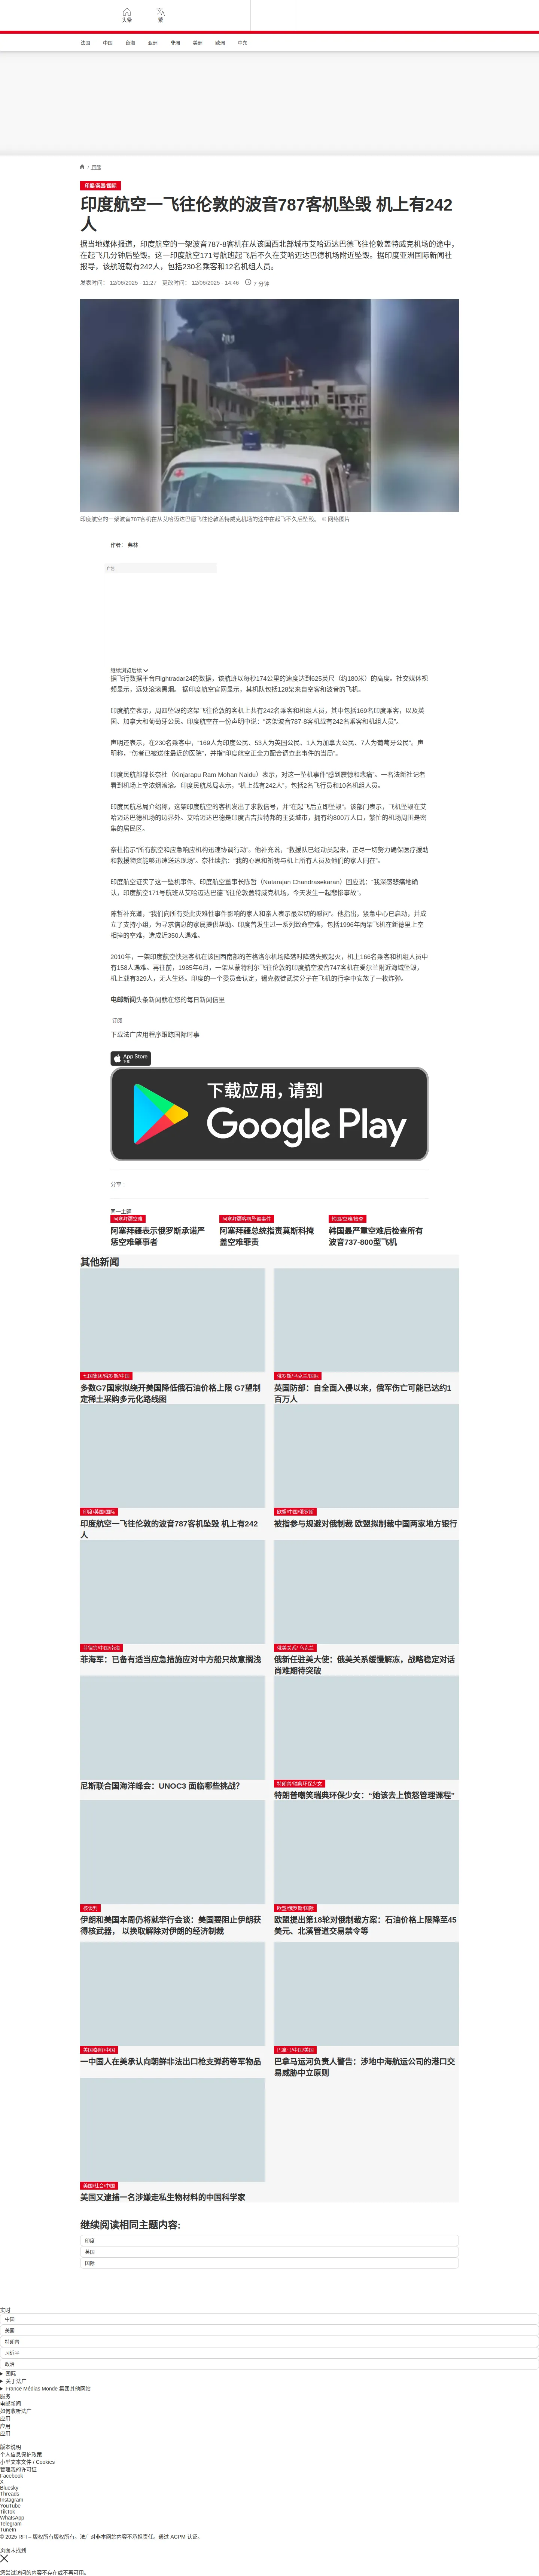 头条
繁
法国
中国
台海
亚洲
非洲
美洲
欧洲
中东
/ 国际
印度/英国/国际
印度航空一飞往伦敦的波音787客机坠毁 机上有242
人
据当地媒体报道，印度航空的一架波音787-8客机在从该国西北部城市艾哈迈达巴德飞往伦敦盖特威克机场的途中，
在起飞几分钟后坠毁。这一印度航空171号航班起飞后不久在艾哈迈达巴德机场附近坠毁。据印度亚洲国际新闻社
报导，该航班载有242人，包括230名乘客和12名机组人员。
发表时间： 12/06/2025 - 11:27 更改时间： 12/06/2025 - 14:46 7 分钟
印度航空的一架波音787客机在从艾哈迈达巴德飞往伦敦盖特威克机场的途中在起飞不久后坠毁。 © 网络图片
作者： 弗林
广告
继续浏览后续
据飞行数据平台Flightradar24的数据，该航班以每秒174公里的速度达到625英尺（约180米）的高度。社交媒体视
频显示，远处滚滚黑烟。 据印度航空官网显示，其机队包括128架来自空客和波音的飞机。
印度航空表示，周四坠毁的这架飞往伦敦的客机上共有242名乘客和机组人员，其中包括169名印度乘客，以及英
国、加拿大和葡萄牙公民。印度航空在一份声明中说：“这架波音787-8客机载有242名乘客和机组人员”。
声明还表示，在230名乘客中，“169人为印度公民、53人为英国公民、1人为加拿大公民、7人为葡萄牙公民”。声
明称，“伤者已被送往最近的医院”，并指“印度航空正全力配合调查此事件的当局”。
印度民航部部长奈杜（Kinjarapu Ram Mohan Naidu）表示，对这一坠机事件“感到震惊和悲痛”。一名法新社记者
看到机场上空浓烟滚滚。印度民航总局表示，“机上载有242人”，包括2名飞行员和10名机组人员。
印度民航总局介绍称，这架印度航空的客机发出了求救信号，并“在起飞后立即坠毁”。该部门表示，飞机坠毁在艾
哈迈达巴德机场的边界外。艾哈迈达巴德是印度古吉拉特邦的主要城市，拥有约800万人口，繁忙的机场周围是密
集的居民区。
奈杜指示“所有航空和应急响应机构迅速协调行动”。他补充说，“救援队已经动员起来，正尽一切努力确保医疗援助
和救援物资能够迅速送达现场”。奈杜续指：“我的心思和祈祷与机上所有人员及他们的家人同在”。
印度航空证实了这一坠机事件。印度航空董事长陈哲（Natarajan Chandrasekaran）回应说：“我深感悲痛地确
认，印度航空171号航班从艾哈迈达巴德飞往伦敦盖特威克机场，今天发生一起悲惨事故”。
陈哲补充道，“我们向所有受此灾难性事件影响的家人和亲人表示最深切的慰问”。他指出，紧急中心已启动，并成
立了支持小组，为寻求信息的家属提供帮助。印度曾发生过一系列致命空难，包括1996年两架飞机在新德里上空
相撞的空难，造成近350人遇难。
2010年，一架印度航空快运客机在该国西南部的芒格洛尔机场降落时降落失败起火，机上166名乘客和机组人员中
有158人遇难。再往前，1985年6月，一架从蒙特利尔飞往伦敦的印度航空波音747客机在爱尔兰附近海域坠毁，
机上载有329人，无人生还。印度的一个委员会认定，锡克教徒武装分子在飞机的行李中安放了一枚炸弹。
电邮新闻头条新闻就在您的每日新闻信里
订阅
下载法广应用程序跟踪国际时事
App Store
下载
下载应用，请到
Google Play
分享 :
同一主题
阿塞拜疆空难
阿塞拜疆表示俄罗斯承诺严
惩空难肇事者
阿塞拜疆客机坠毁事件
阿塞拜疆总统指责莫斯科掩
盖空难罪责
韩国/空难/检查
韩国最严重空难后检查所有
波音737-800型飞机
其他新闻
七国集团/俄罗斯/中国
多数G7国家拟绕开美国降低俄石油价格上限 G7望制
定稀土采购多元化路线图
俄罗斯/乌克兰/国际
英国防部：自全面入侵以来，俄军伤亡可能已达约1
百万人
印度/英国/国际
印度航空一飞往伦敦的波音787客机坠毁 机上有242
人
欧盟/中国/俄罗斯
被指参与规避对俄制裁 欧盟拟制裁中国两家地方银行
菲律宾/中国/南海
菲海军：已备有适当应急措施应对中方船只故意搁浅
俄美关系/ 乌克兰
俄新任驻美大使：俄美关系缓慢解冻，战略稳定对话
尚难期待突破
尼斯联合国海洋峰会：UNOC3 面临哪些挑战？
特朗普/瑞典环保少女
特朗普嘲笑瑞典环保少女：“她该去上愤怒管理课程”
核谈判
伊朗和美国本周仍将就举行会谈：美国要阻止伊朗获
得核武器， 以换取解除对伊朗的经济制裁
欧盟/俄罗斯/国际
欧盟提出第18轮对俄制裁方案：石油价格上限降至45
美元、北溪管道交易禁令等
美国/朝鲜/中国
一中国人在美承认向朝鲜非法出口枪支弹药等军物品
巴拿马/中国/美国
巴拿马运河负责人警告：涉地中海航运公司的港口交
易威胁中立原则
美国/社会/中国
美国又逮捕一名涉嫌走私生物材料的中国科学家
继续阅读相同主题内容:
印度
英国
国际
实时
中国
美国
特朗普
习近平
政治
国际
关于法广
France Médias Monde 集团其他网站
服务
电邮新闻
如何收听法广
应用
应用
应用
版本说明
个人信息保护政策
小型文本文件 / Cookies
管理我的许可证
Facebook
X
Bluesky
Threads
Instagram
YouTube
TikTok
WhatsApp
Telegram
TuneIn
© 2025 RFI – 版权所有版权所有。法广对非本网站内容不承担责任。通过 ACPM 认证。
页面未找到
您尝试访问的内容不存在或不再可用。